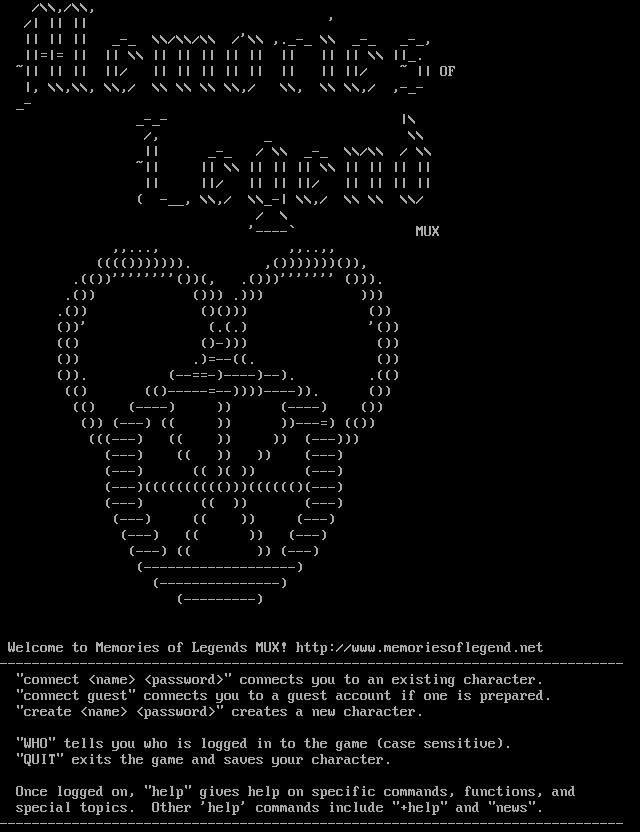 Memories OF
Legend
MUX
Welcome to Memories of Legends MUX! http://www.memoriesoflegend.net
"connect <name> <password>" connects you to an existing character.
"connect guest" connects you to a guest account if one is prepared.
"create <name> <password>" creates a new character.
"WHO" tells you who is logged in to the game (case sensitive).
"QUIT" exits the game and saves your character.
Once logged on, "help" gives help on specific commands, functions, and
special topics.  Other 'help' commands include "+help" and "news".